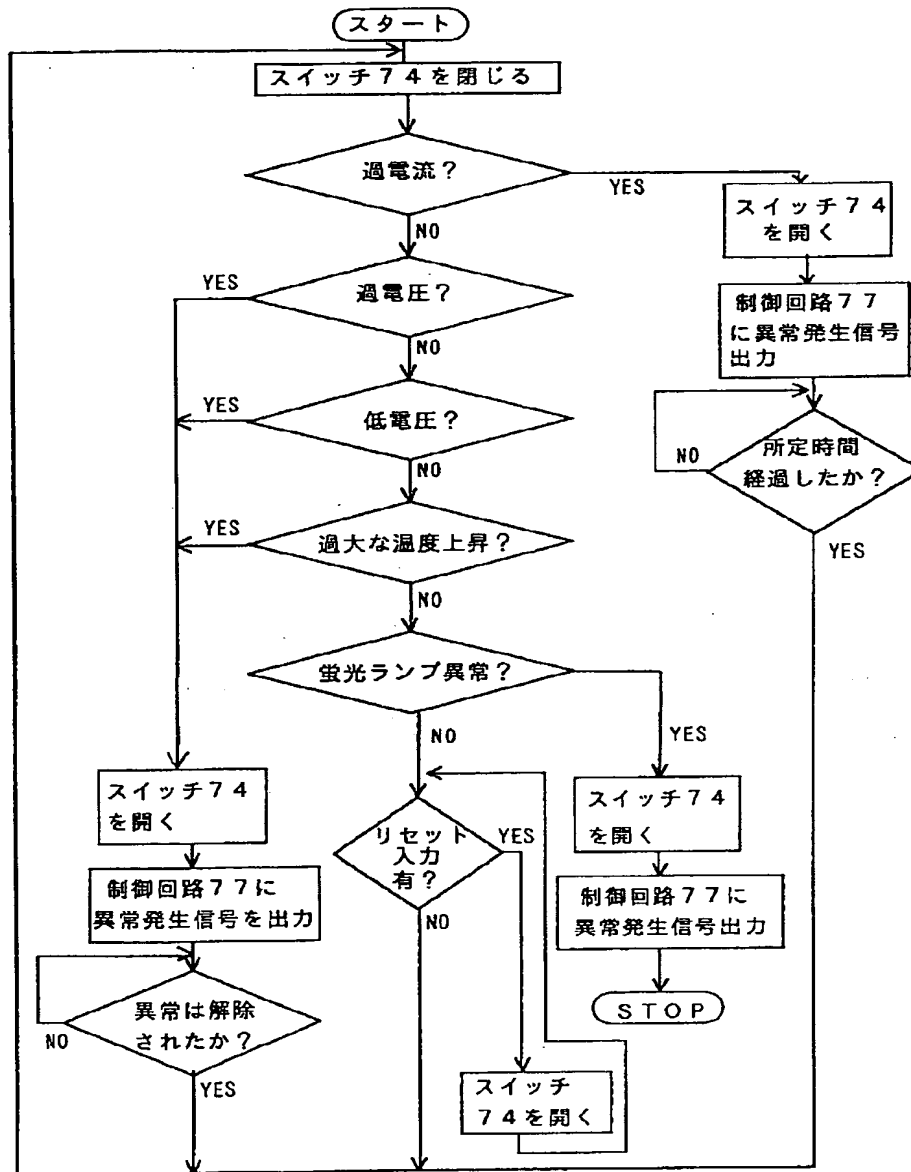 スタート
スイッチ74を閉じる
過電流?
YES
NO
スイッチ74
を開く
YES
過電圧?
制御回路77
に異常発生信号
出力
NO
YES
低電圧?
NO
所定時間
経過したか?
NO
YES
YES
過大な温度上昇?
NO
蛍光ランプ異常?
NO
YES
スイッチ74
を開く
リセット
入力
有?
YES
NO
スイッチ74
を開く
制御回路77に
異常発生信号を出力
制御回路77に
異常発生信号出力
異常は解除
されたか?
NO
YES
STOP
スイッチ
74を開く